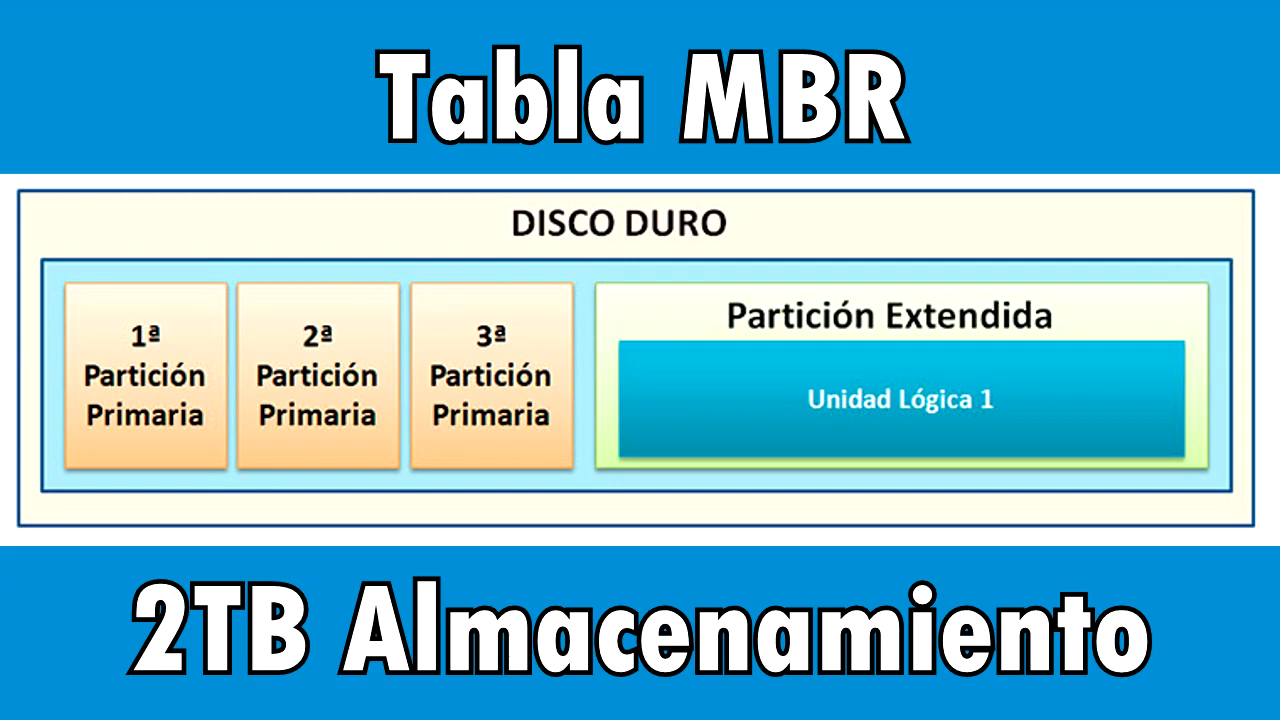 Tabla MBR
DISCO DURO
1ª
Partición
Primaria
2ª
Partición
Primaria
3ª
Partición
Primaria
Partición Extendida
Unidad Lógica 1
2TB Almacenamiento